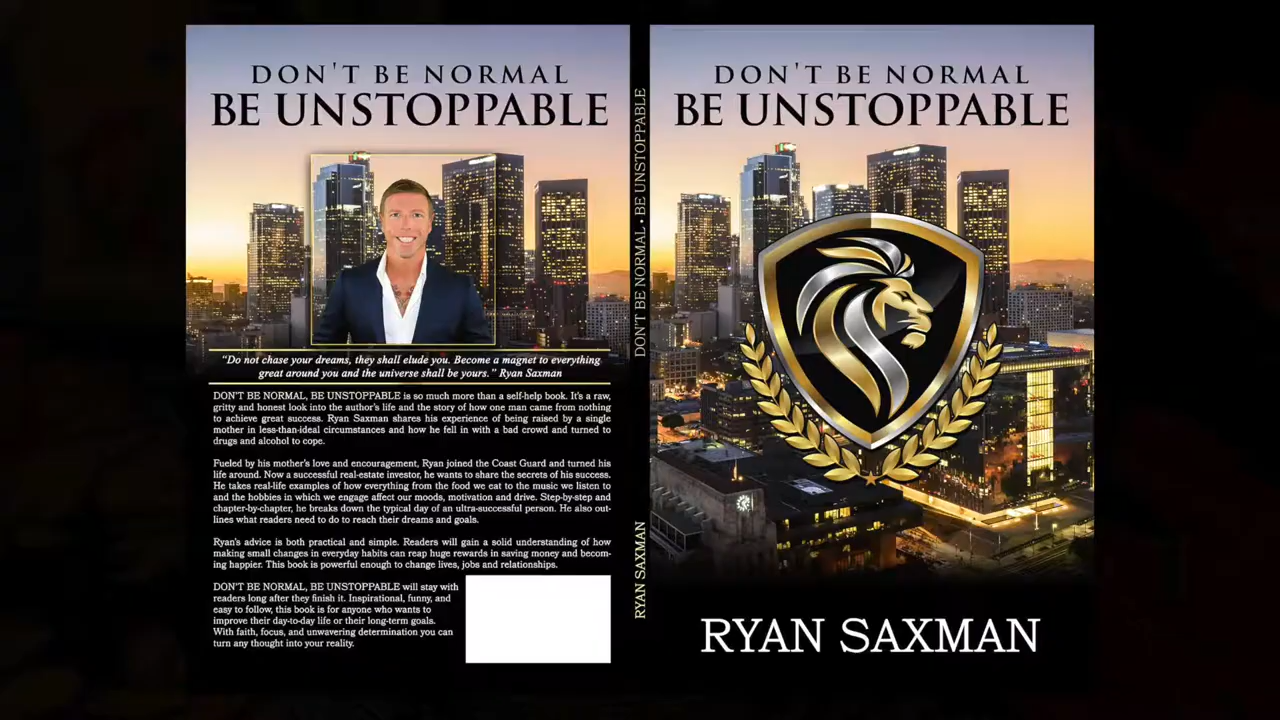 DON'T BE NORMAL
BE UNSTOPPABLE
"Do not chase your dreams, they shall elude you. Become a magnet to everything
great around you and the universe shall be yours." Ryan Saxman
DON'T BE NORMAL, BE UNSTOPPABLE is so much more than a self-help book. It's a raw,
gritty and honest look into the author's life and the story of how one man came from nothing
to achieve great success. Ryan Saxman shares his experience of being raised by a single
mother in less-than-ideal circumstances and how he fell in with a bad crowd and turned to
drugs and alcohol to cope.
Fueled by his mother's love and encouragement, Ryan joined the Coast Guard and turned his
life around. Now a successful real-estate investor, he wants to share the secrets of his success.
He takes real-life examples of how everything from the food we eat to the music we listen to
and the hobbies in which we engage affect our moods, motivation and drive. Step-by-step and
chapter-by-chapter, he breaks down the typical day of an ultra-successful person. He also out-
lines what readers need to do to reach their dreams and goals.
Ryan's advice is both practical and simple. Readers will gain a solid understanding of how
making small changes in everyday habits can reap huge rewards in saving money and becom-
ing happier. This book is powerful enough to change lives, jobs and relationships.
DON'T BE NORMAL, BE UNSTOPPABLE will stay with
readers long after they finish it. Inspirational, funny, and
easy to follow, this book is for anyone who wants to
improve their day-to-day life or their long-term goals.
With faith, focus, and unwavering determination you can
turn any thought into your reality.
DON'T BE NORMAL • BE UNSTOPPABLE
RYAN SAXMAN
DON'T BE NORMAL
BE UNSTOPPABLE
RYAN SAXMAN